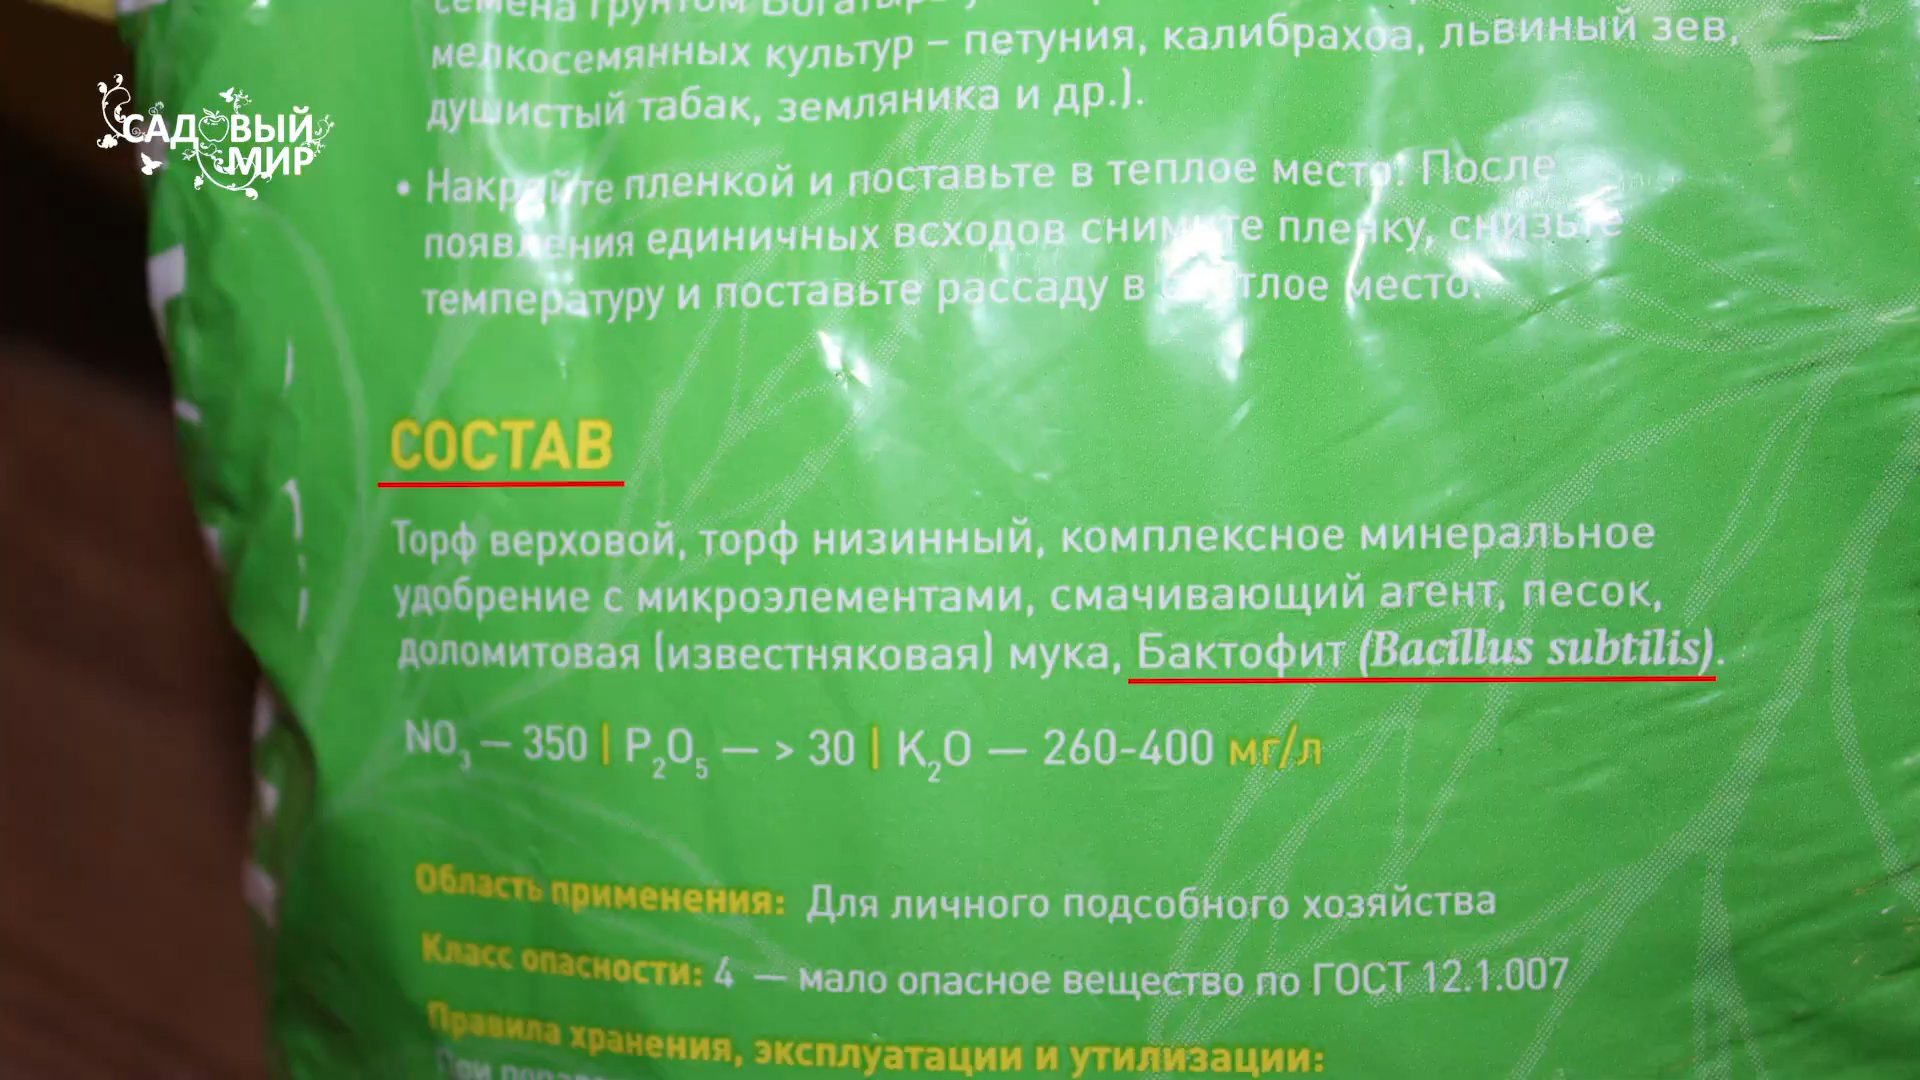 САДОВЫЙ
МИР
семена грунтом
мелкосемянных культур – петуния, калибрахоа, львиный зев,
душистый табак, земляника и др.).
• Накройте пленкой и поставьте в теплое место. После
появления единичных всходов снимите пленку, снизьте
температуру и поставьте рассаду в светлое место.
СОСТАВ
Торф верховой, торф низинный, комплексное минеральное
удобрение с микроэлементами, смачивающий агент, песок,
доломитовая (известняковая) мука, Бактофит (Bacillus subtilis).
NO₃ — 350 | P₂O₅ — > 30 | K₂O — 260-400 мг/л
Область применения: Для личного подсобного хозяйства
Класс опасности: 4 — мало опасное вещество по ГОСТ 12.1.007
Правила хранения, эксплуатации и утилизации:
При